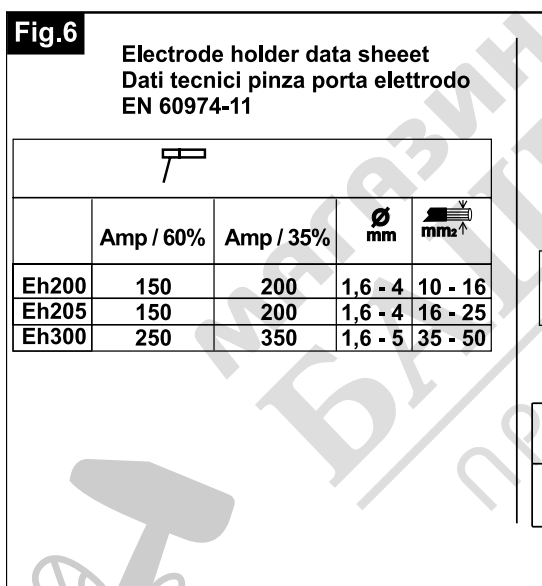 Fig.6
Electrode holder data sheeet
Dati tecnici pinza porta elettrodo
EN 60974-11
Amp / 60% Amp / 35% Ø mm mm2
Eh200 150 200 1,6 - 4 10 - 16
Eh205 150 200 1,6 - 4 16 - 25
Eh300 250 350 1,6 - 5 35 - 50
магазин